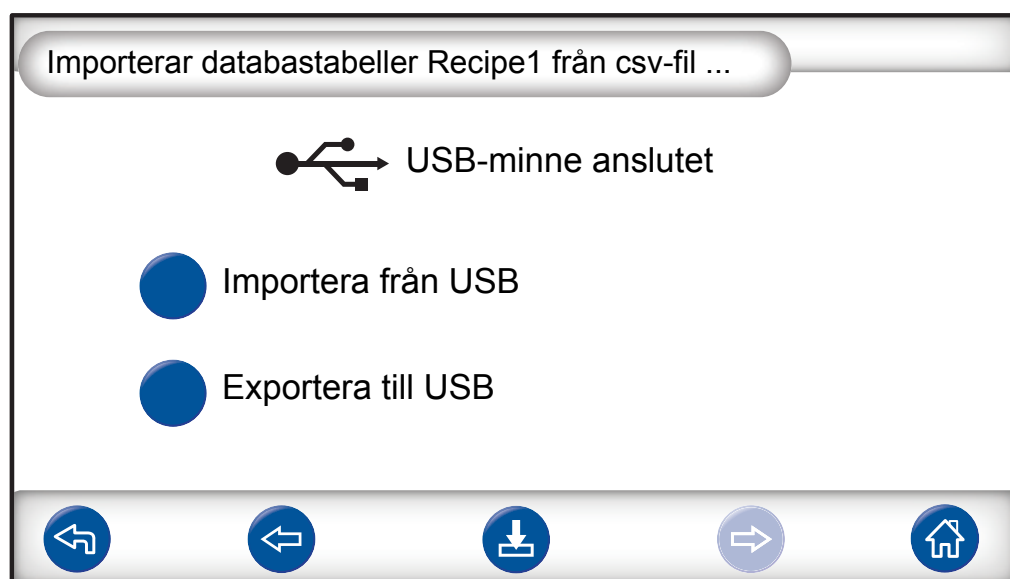 Importerar databastabeller Recipe1 från csv-fil ...
USB-minne anslutet
Importera från USB
Exportera till USB